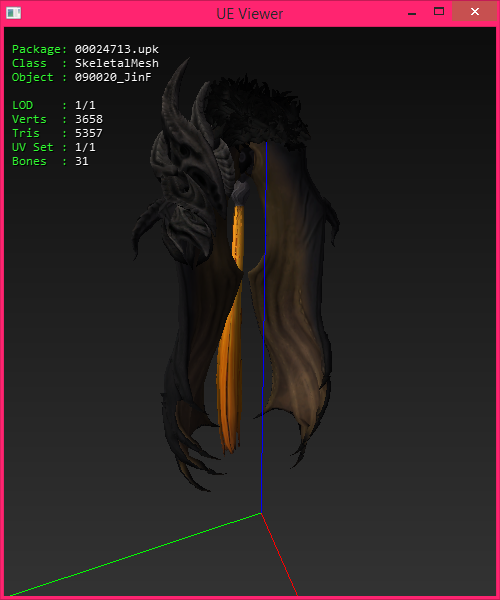 UE Viewer
Package: 00024713.upk
Class  : SkeletalMesh
Object : 090020_JinF
LOD    : 1/1
Verts  : 3658
Tris   : 5357
UV Set : 1/1
Bones  : 31